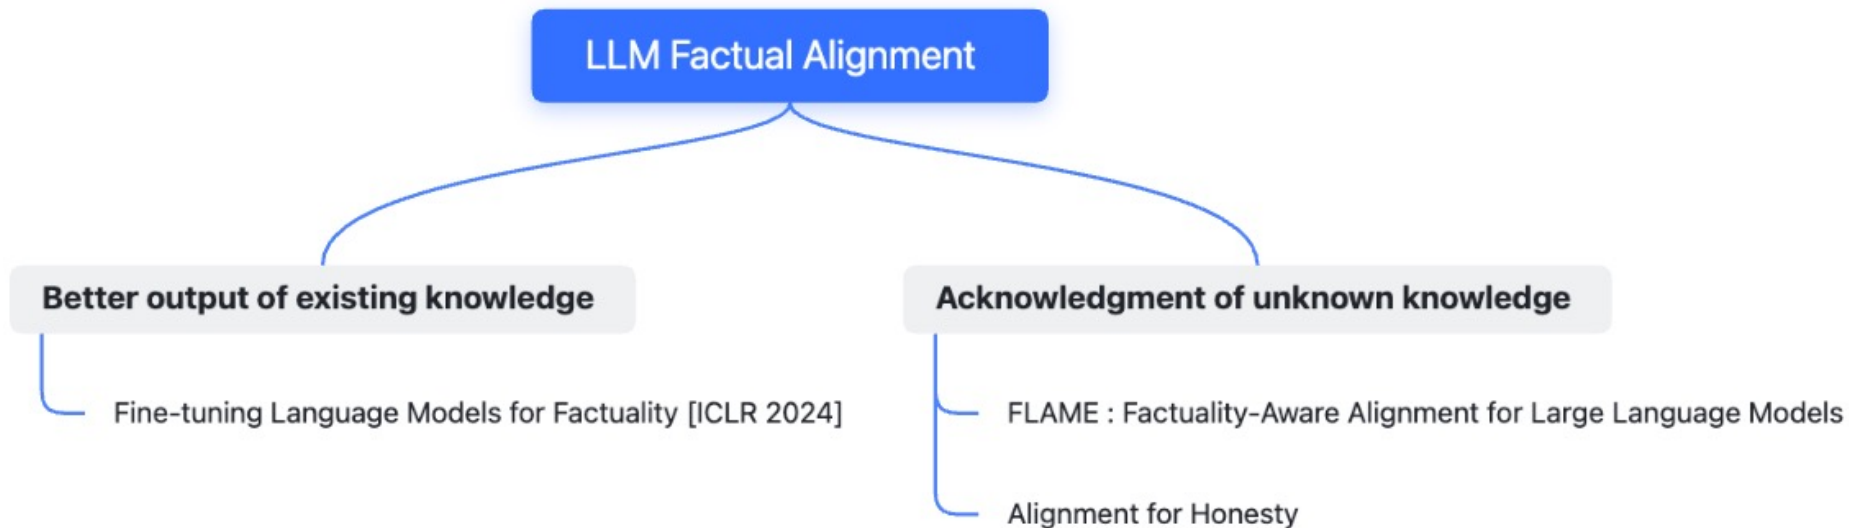 LLM Factual Alignment
Better output of existing knowledge
Acknowledgment of unknown knowledge
Fine-tuning Language Models for Factuality [ICLR 2024]
FLAME : Factuality-Aware Alignment for Large Language Models
Alignment for Honesty